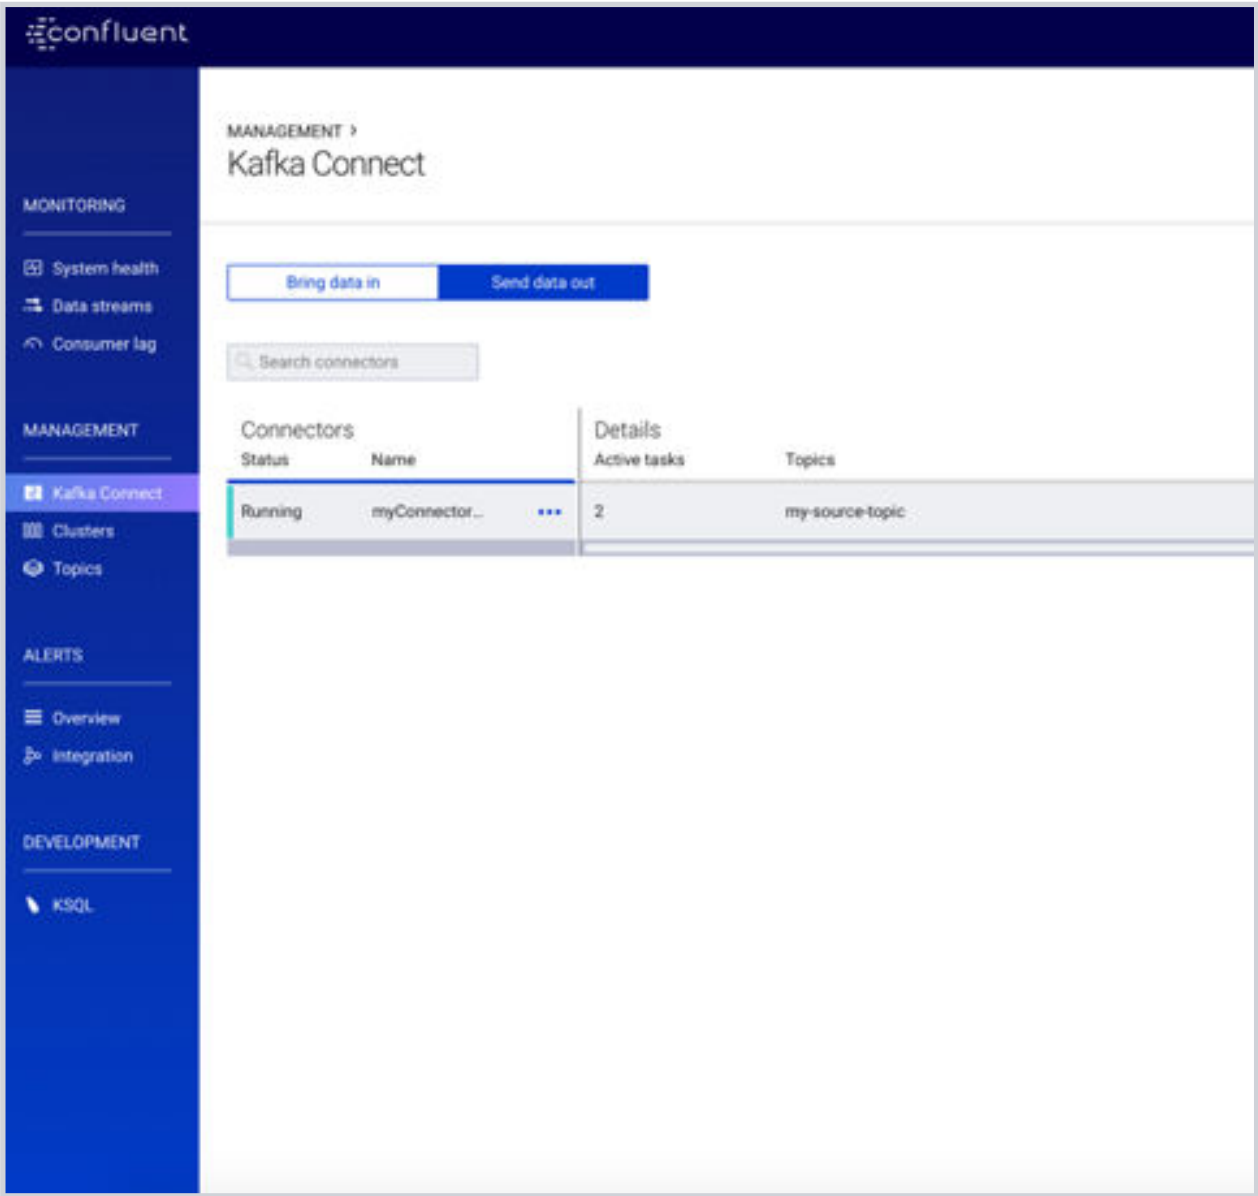 confluent
MANAGEMENT >
Kafka Connect
MONITORING
System health
Data streams
Consumer lag
MANAGEMENT
Kafka Connect
Clusters
Topics
ALERTS
Overview
Integration
DEVELOPMENT
KSQL
Bring data in Send data out
Search connectors
Connectors Details
Status Name Active tasks Topics
Running myConnector... ••• 2 my-source-topic